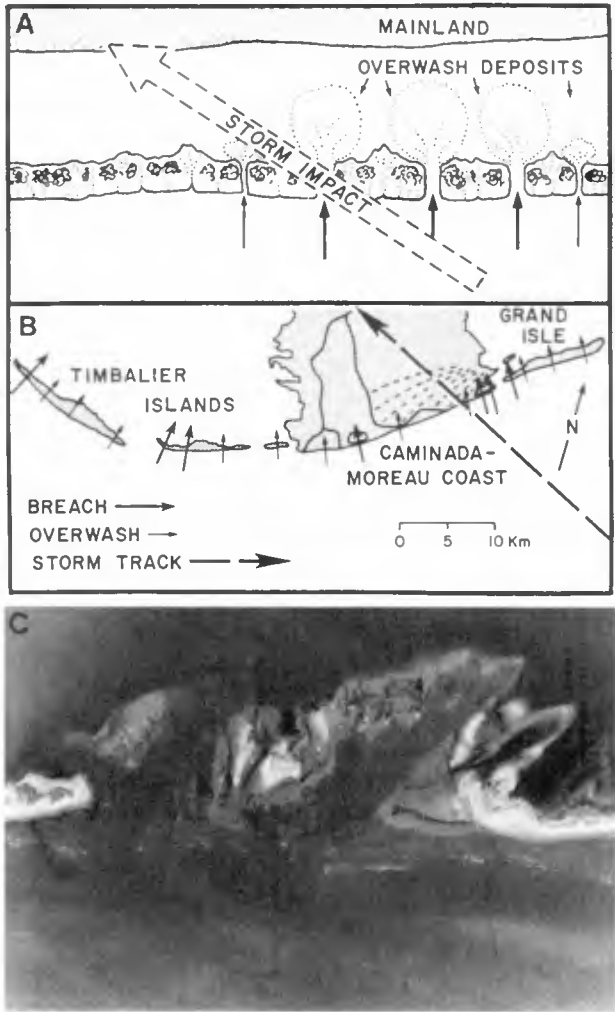 A
MAINLAND
OVERWASH DEPOSITS
STORM IMPACT
B
GRAND
ISLE
TIMBALIER
ISLANDS
N
CAMINADA-
MOREAU COAST
BREACH
OVERWASH
STORM TRACK
0 5 10 Km
C